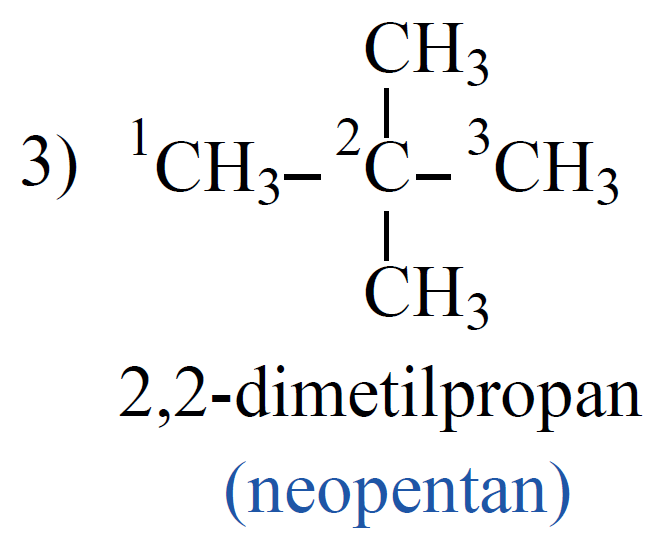 CH₃
3) ¹CH₃– ²C – ³CH₃
CH₃
2,2-dimetilpropan
(neopentan)